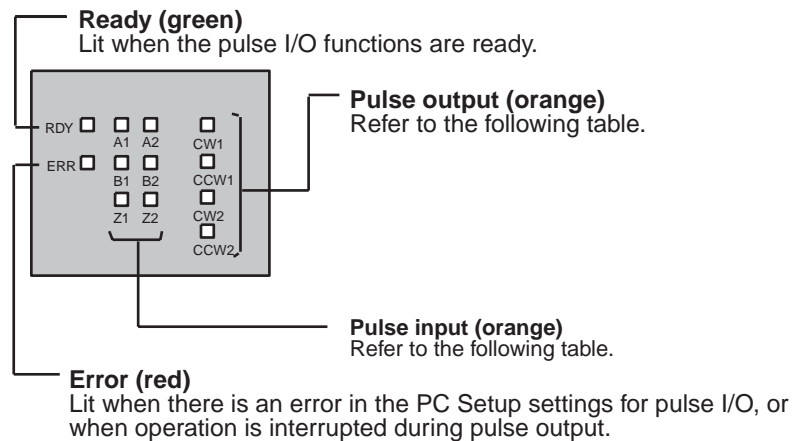 Ready (green)
Lit when the pulse I/O functions are ready.
Pulse output (orange)
Refer to the following table.
RDY A1 A2 CW1
ERR B1 B2 CCW1
Z1 Z2 CW2
CCW2
Pulse input (orange)
Refer to the following table.
Error (red)
Lit when there is an error in the PC Setup settings for pulse I/O, or
when operation is interrupted during pulse output.